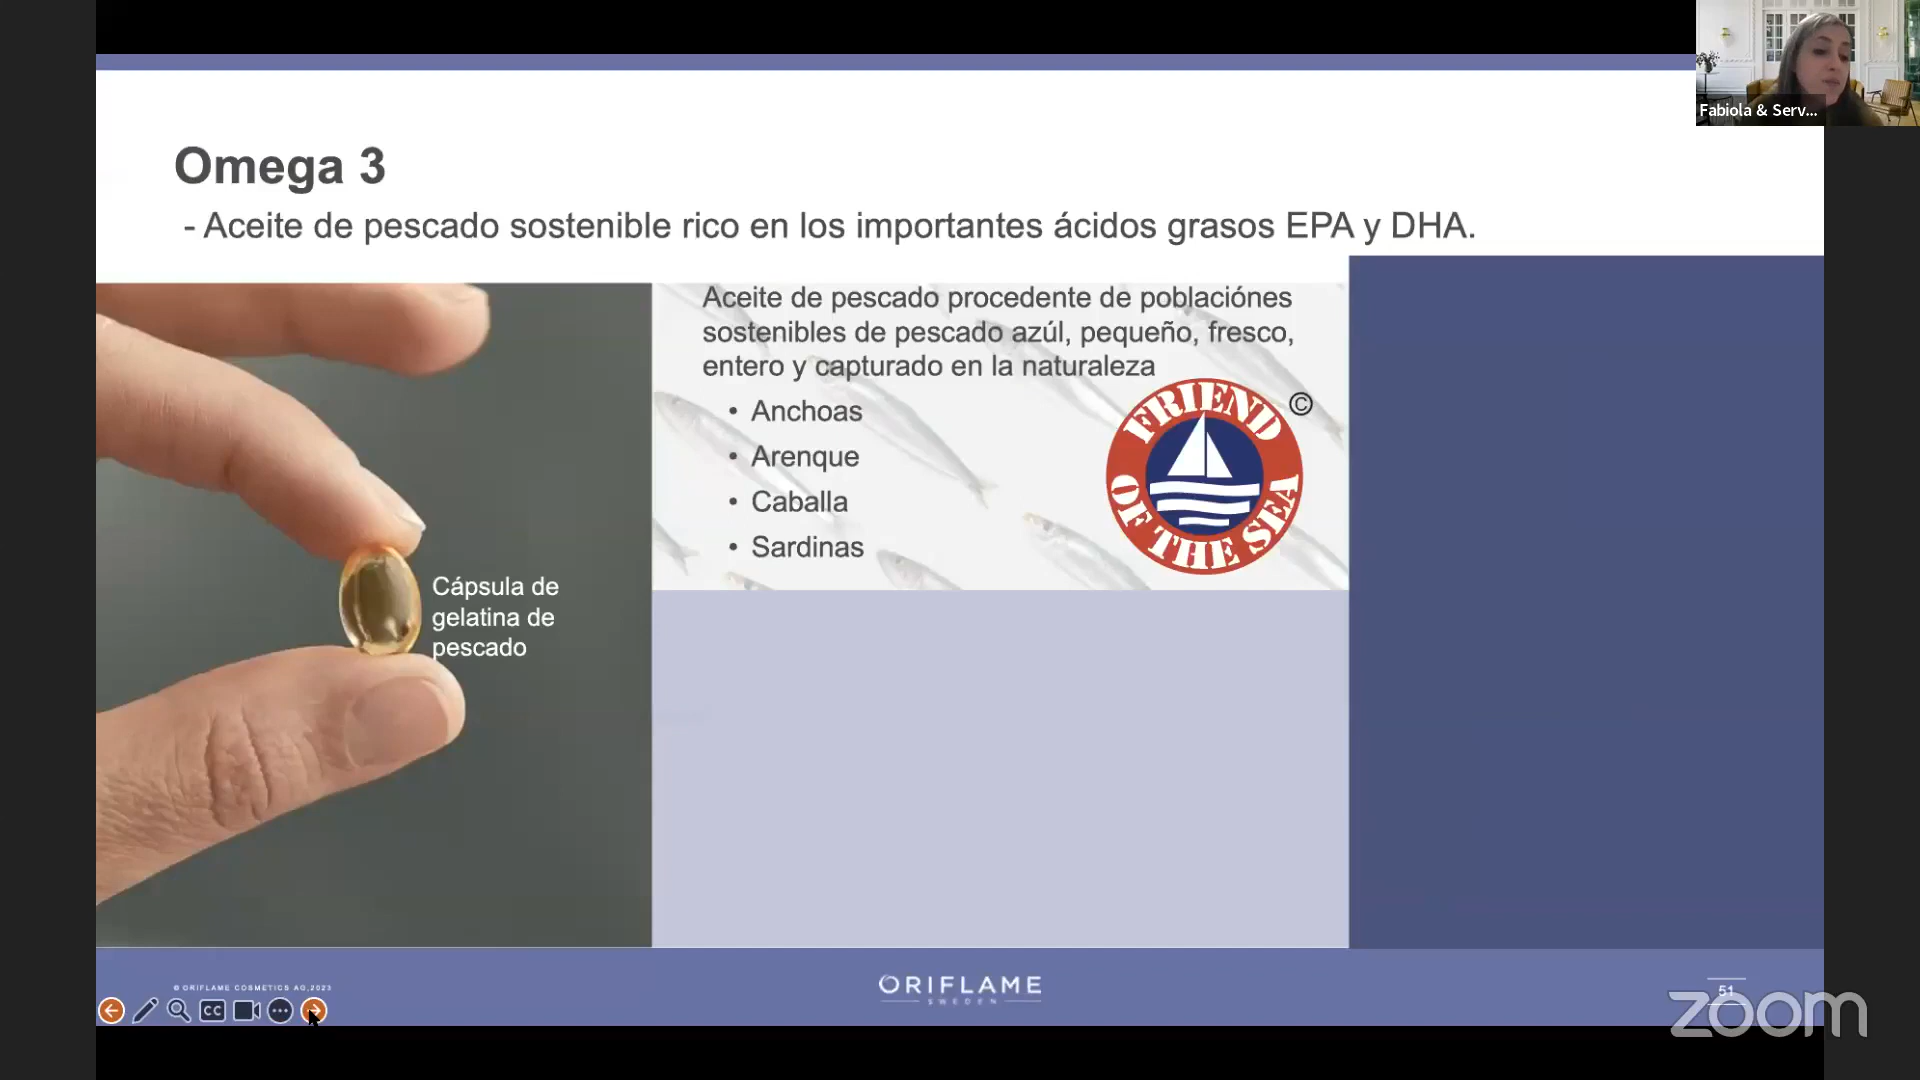 Fabiola & Serv...
Omega 3
- Aceite de pescado sostenible rico en los importantes ácidos grasos EPA y DHA.
Aceite de pescado procedente de poblaciónes
sostenibles de pescado azúl, pequeño, fresco,
entero y capturado en la naturaleza
• Anchoas
• Arenque
• Caballa
• Sardinas
©
FRIEND
OF THE SEA
Cápsula de
gelatina de
pescado
© ORIFLAME COSMETICS AG,2023
CC
ORIFLAME
SWEDEN
51
zoom